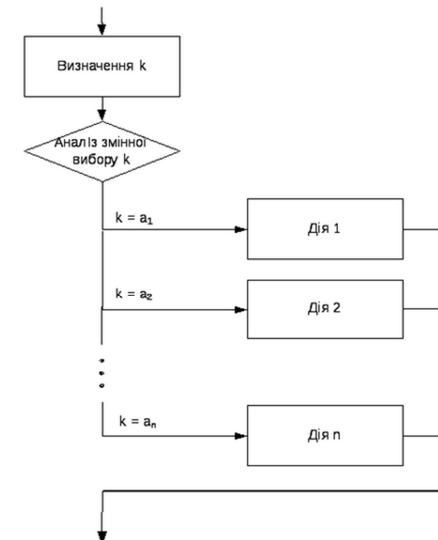 Визначення k
Аналіз змінної
вибору k
k = a₁
Дія 1
k = a₂
Дія 2
k = aₙ
Дія n